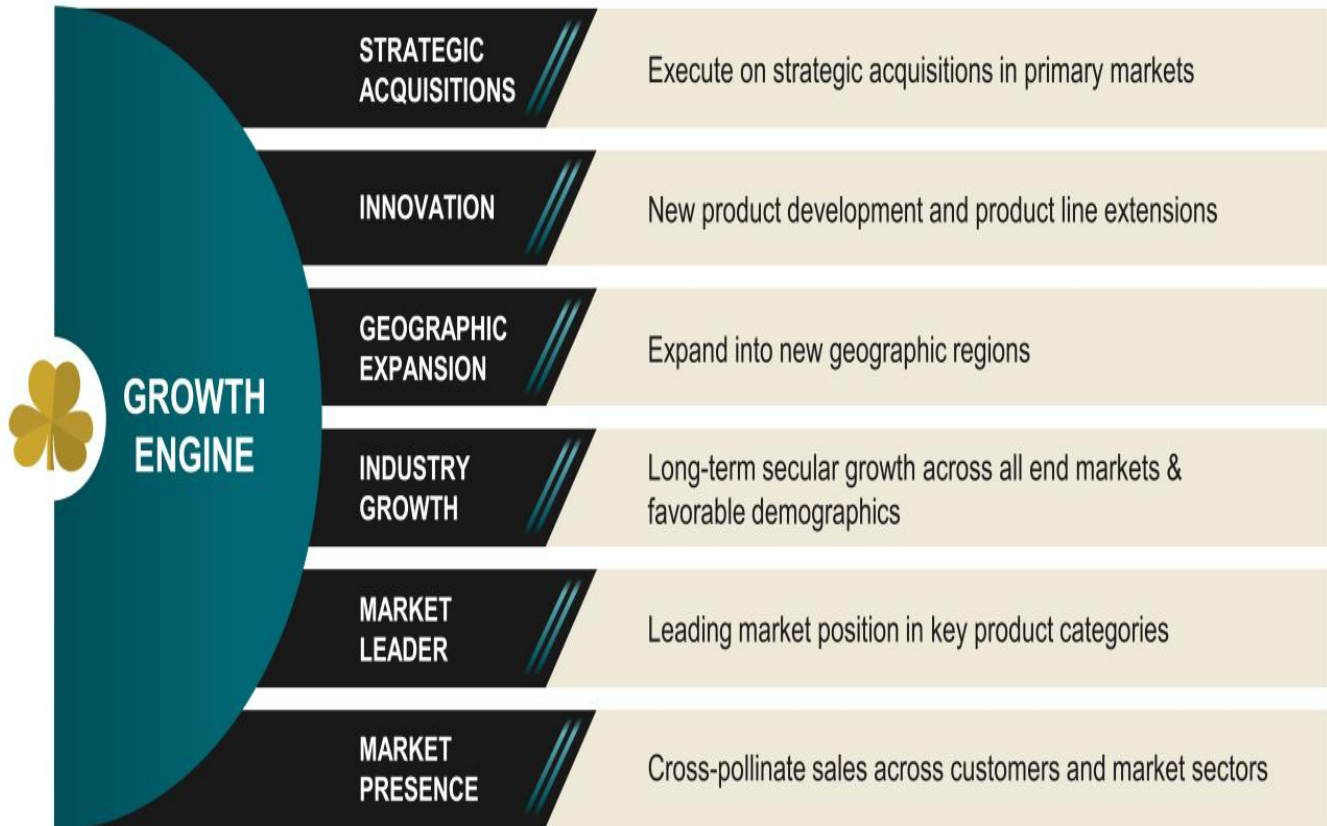 GROWTH
ENGINE
STRATEGIC
ACQUISITIONS
Execute on strategic acquisitions in primary markets
INNOVATION
New product development and product line extensions
GEOGRAPHIC
EXPANSION
Expand into new geographic regions
INDUSTRY
GROWTH
Long-term secular growth across all end markets &
favorable demographics
MARKET
LEADER
Leading market position in key product categories
MARKET
PRESENCE
Cross-pollinate sales across customers and market sectors